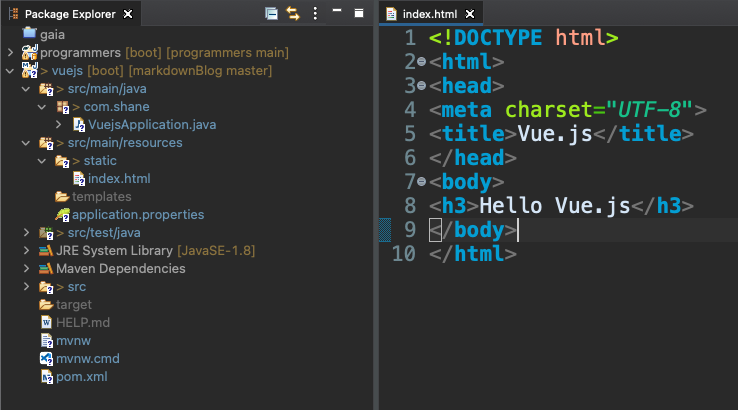 Package Explorer
gaia
programmers [boot] [programmers main]
> vuejs [boot] [markdownBlog master]
> src/main/java
> com.shane
VuejsApplication.java
> src/main/resources
> static
index.html
templates
application.properties
> src/test/java
JRE System Library [JavaSE-1.8]
Maven Dependencies
> src
target
HELP.md
mvnw
mvnw.cmd
pom.xml
index.html
1 <!DOCTYPE html>
2 <html>
3 <head>
4 <meta charset="UTF-8">
5 <title>Vue.js</title>
6 </head>
7 <body>
8 <h3>Hello Vue.js</h3>
9 </body>
10 </html>